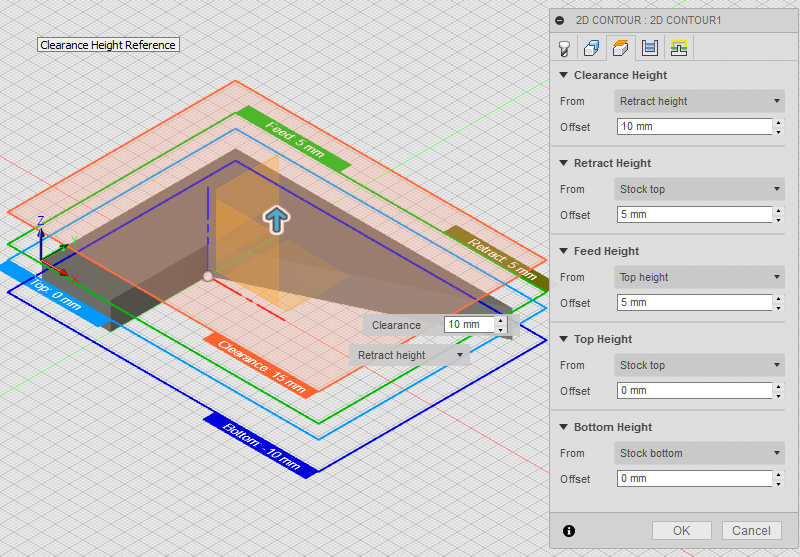 Clearance Height Reference
Feed: 5 mm
Retract: 5 mm
Z
Y
X
Top: 0 mm
Clearance: 15 mm
Bottom: -10 mm
Clearance 10 mm
Retract height
2D CONTOUR : 2D CONTOUR1
Clearance Height
From Retract height
Offset 10 mm
Retract Height
From Stock top
Offset 5 mm
Feed Height
From Top height
Offset 5 mm
Top Height
From Stock top
Offset 0 mm
Bottom Height
From Stock bottom
Offset 0 mm
OK Cancel